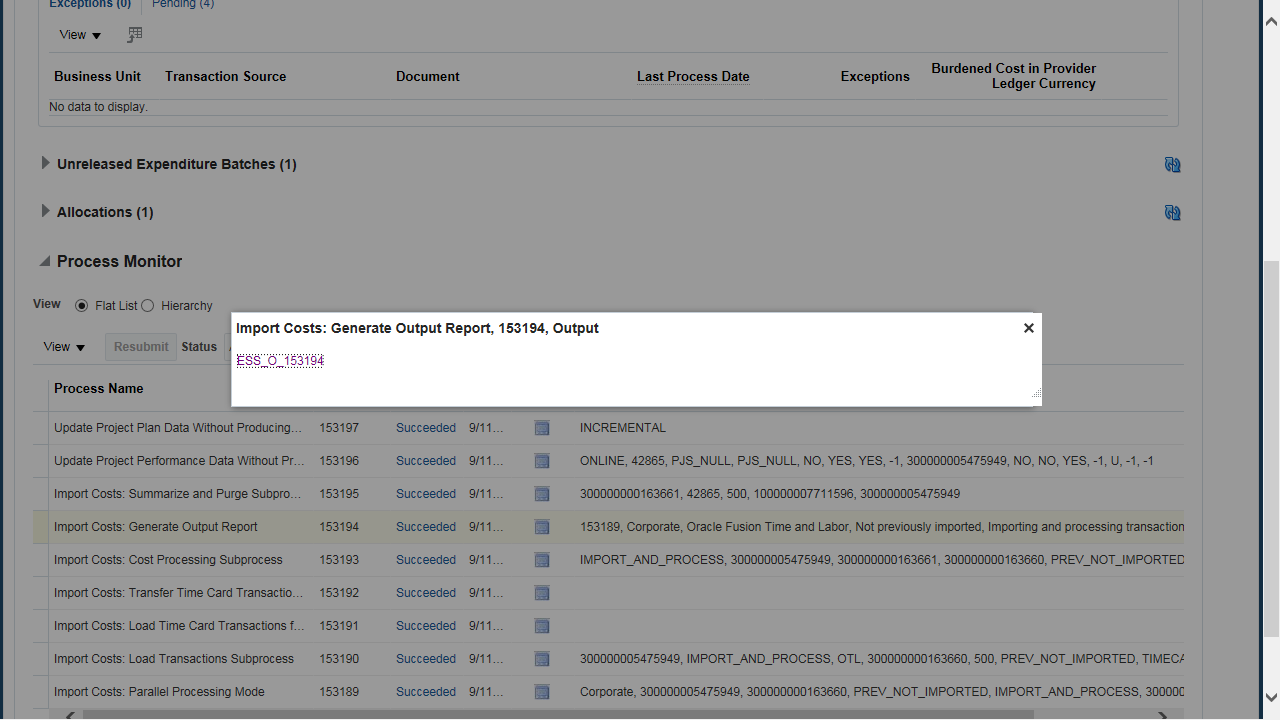 Exceptions (0) Pending (4)
View
Business Unit Transaction Source Document Last Process Date Exceptions Burdened Cost in Provider Ledger Currency
No data to display.
Unreleased Expenditure Batches (1)
Allocations (1)
Process Monitor
View Flat List Hierarchy
Import Costs: Generate Output Report, 153194, Output
View Resubmit Status
ESS_O_153194
Process Name
Update Project Plan Data Without Producing... 153197 Succeeded 9/11... INCREMENTAL
Update Project Performance Data Without Pr... 153196 Succeeded 9/11... ONLINE, 42865, PJS_NULL, PJS_NULL, NO, YES, YES, -1, 300000005475949, NO, NO, YES, -1, U, -1, -1
Import Costs: Summarize and Purge Subpro... 153195 Succeeded 9/11... 300000000163661, 42865, 500, 100000007711596, 300000005475949
Import Costs: Generate Output Report 153194 Succeeded 9/11... 153189, Corporate, Oracle Fusion Time and Labor, Not previously imported, Importing and processing transaction
Import Costs: Cost Processing Subprocess 153193 Succeeded 9/11... IMPORT_AND_PROCESS, 300000005475949, 300000000163661, 300000000163660, PREV_NOT_IMPORTED
Import Costs: Transfer Time Card Transactio... 153192 Succeeded 9/11...
Import Costs: Load Time Card Transactions f... 153191 Succeeded 9/11...
Import Costs: Load Transactions Subprocess 153190 Succeeded 9/11... 300000005475949, IMPORT_AND_PROCESS, OTL, 300000000163660, 500, PREV_NOT_IMPORTED, TIMECA
Import Costs: Parallel Processing Mode 153189 Succeeded 9/11... Corporate, 300000005475949, 300000000163660, PREV_NOT_IMPORTED, IMPORT_AND_PROCESS, 300000